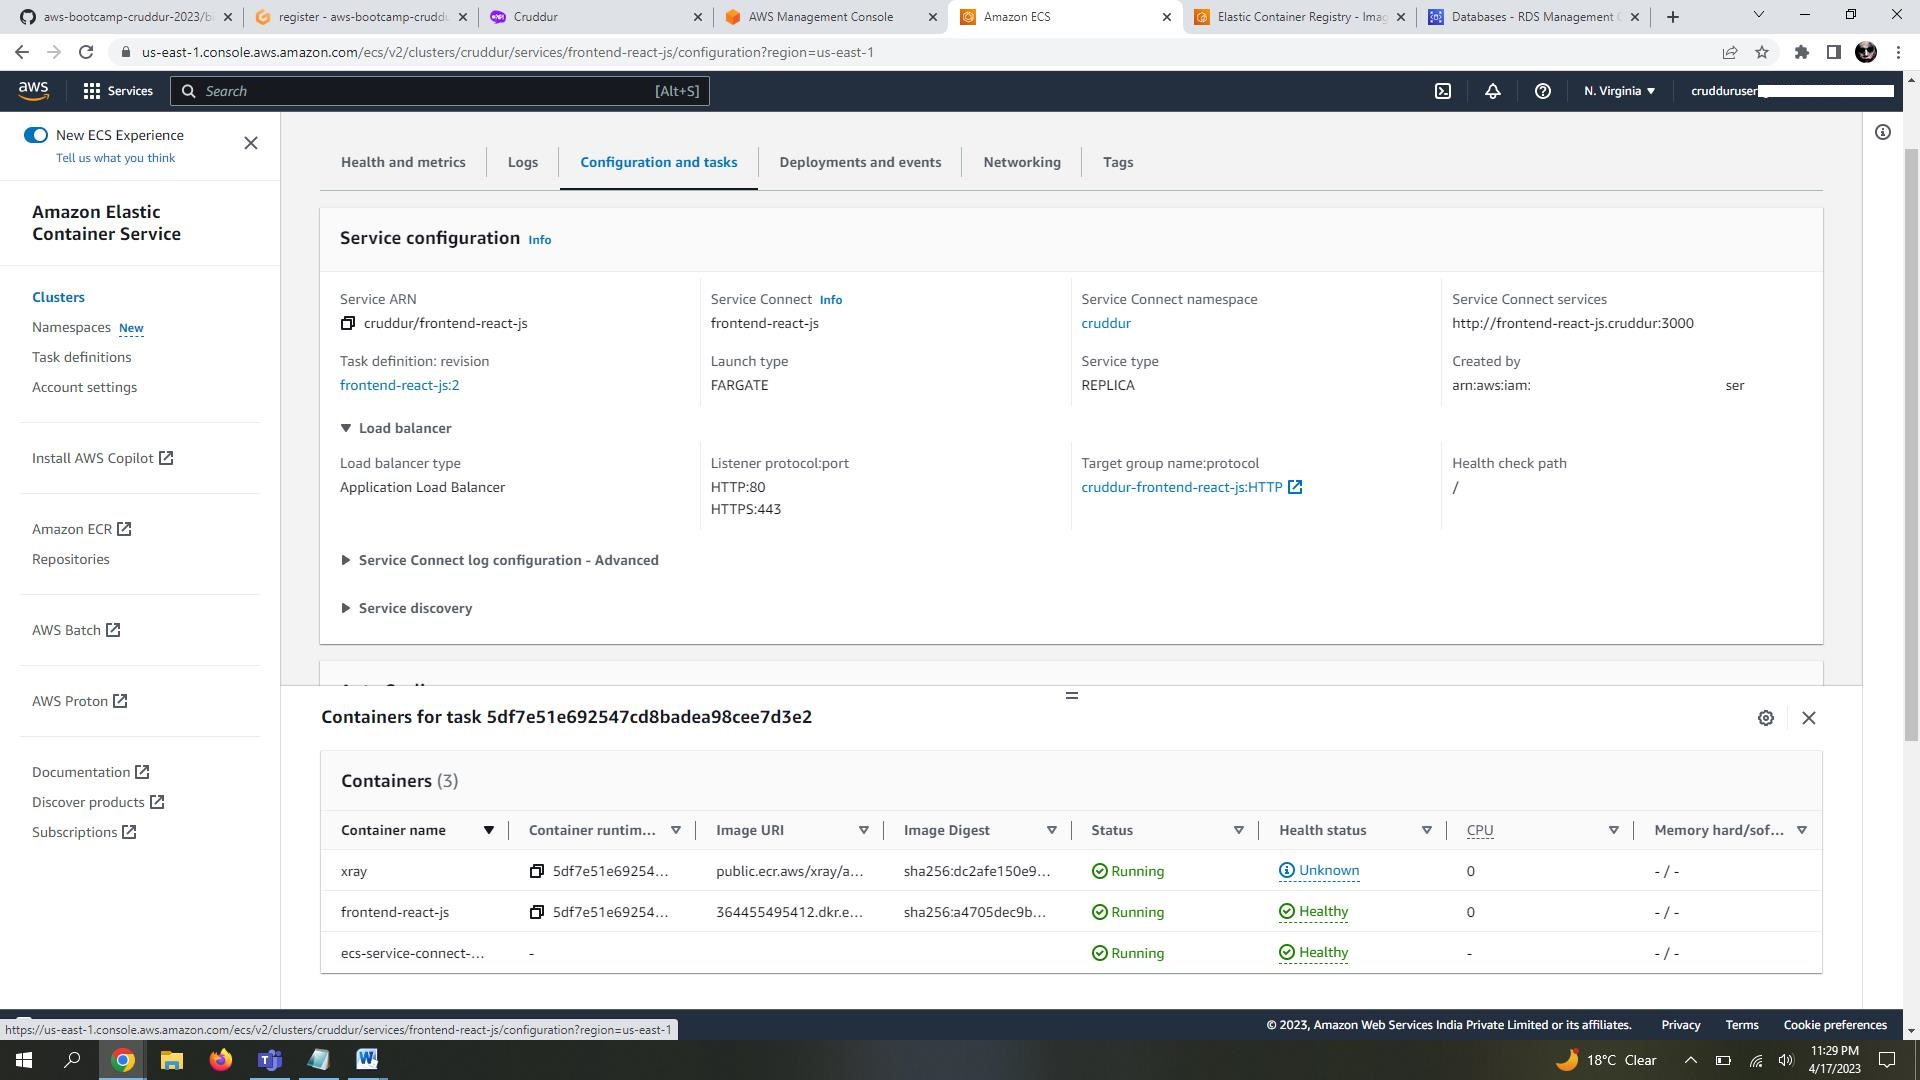 aws-bootcamp-cruddur-2023/bi
register - aws-bootcamp-cruddu
Cruddur
AWS Management Console
Amazon ECS
Elastic Container Registry - Imag
Databases - RDS Management C
us-east-1.console.aws.amazon.com/ecs/v2/clusters/cruddur/services/frontend-react-js/configuration?region=us-east-1
aws
Services
Search
[Alt+S]
N. Virginia
crudduruser
New ECS Experience
Tell us what you think
Amazon Elastic
Container Service
Clusters
Namespaces New
Task definitions
Account settings
Install AWS Copilot
Amazon ECR
Repositories
AWS Batch
AWS Proton
Documentation
Discover products
Subscriptions
Health and metrics
Logs
Configuration and tasks
Deployments and events
Networking
Tags
Service configuration Info
Service ARN
cruddur/frontend-react-js
Service Connect Info
frontend-react-js
Service Connect namespace
cruddur
Service Connect services
http://frontend-react-js.cruddur:3000
Task definition: revision
frontend-react-js:2
Launch type
FARGATE
Service type
REPLICA
Created by
arn:aws:iam: ser
Load balancer
Load balancer type
Application Load Balancer
Listener protocol:port
HTTP:80
HTTPS:443
Target group name:protocol
cruddur-frontend-react-js:HTTP
Health check path
/
Service Connect log configuration - Advanced
Service discovery
Containers for task 5df7e51e692547cd8badea98cee7d3e2
Containers (3)
Container name Container runtim... Image URI Image Digest Status Health status CPU Memory hard/sof...
xray 5df7e51e69254... public.ecr.aws/xray/a... sha256:dc2afe150e9... Running Unknown 0 - / -
frontend-react-js 5df7e51e69254... 364455495412.dkr.e... sha256:a4705dec9b... Running Healthy 0 - / -
ecs-service-connect-... - Running Healthy - - / -
https://us-east-1.console.aws.amazon.com/ecs/v2/clusters/cruddur/services/frontend-react-js/configuration?region=us-east-1
© 2023, Amazon Web Services India Private Limited or its affiliates.
Privacy
Terms
Cookie preferences
18°C Clear
11:29 PM
4/17/2023